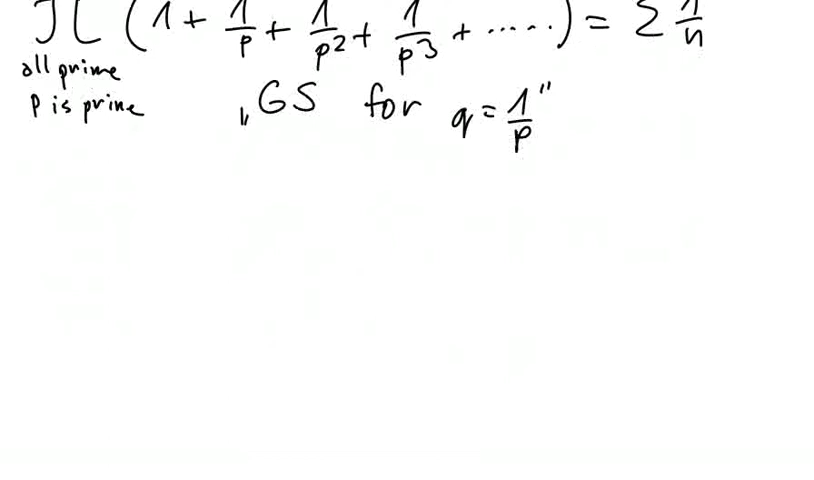 ∏ (1 + 1/p + 1/p² + 1/p³ + .....) = Σ 1/n
all prime
p is prime
„GS for q = 1/p"